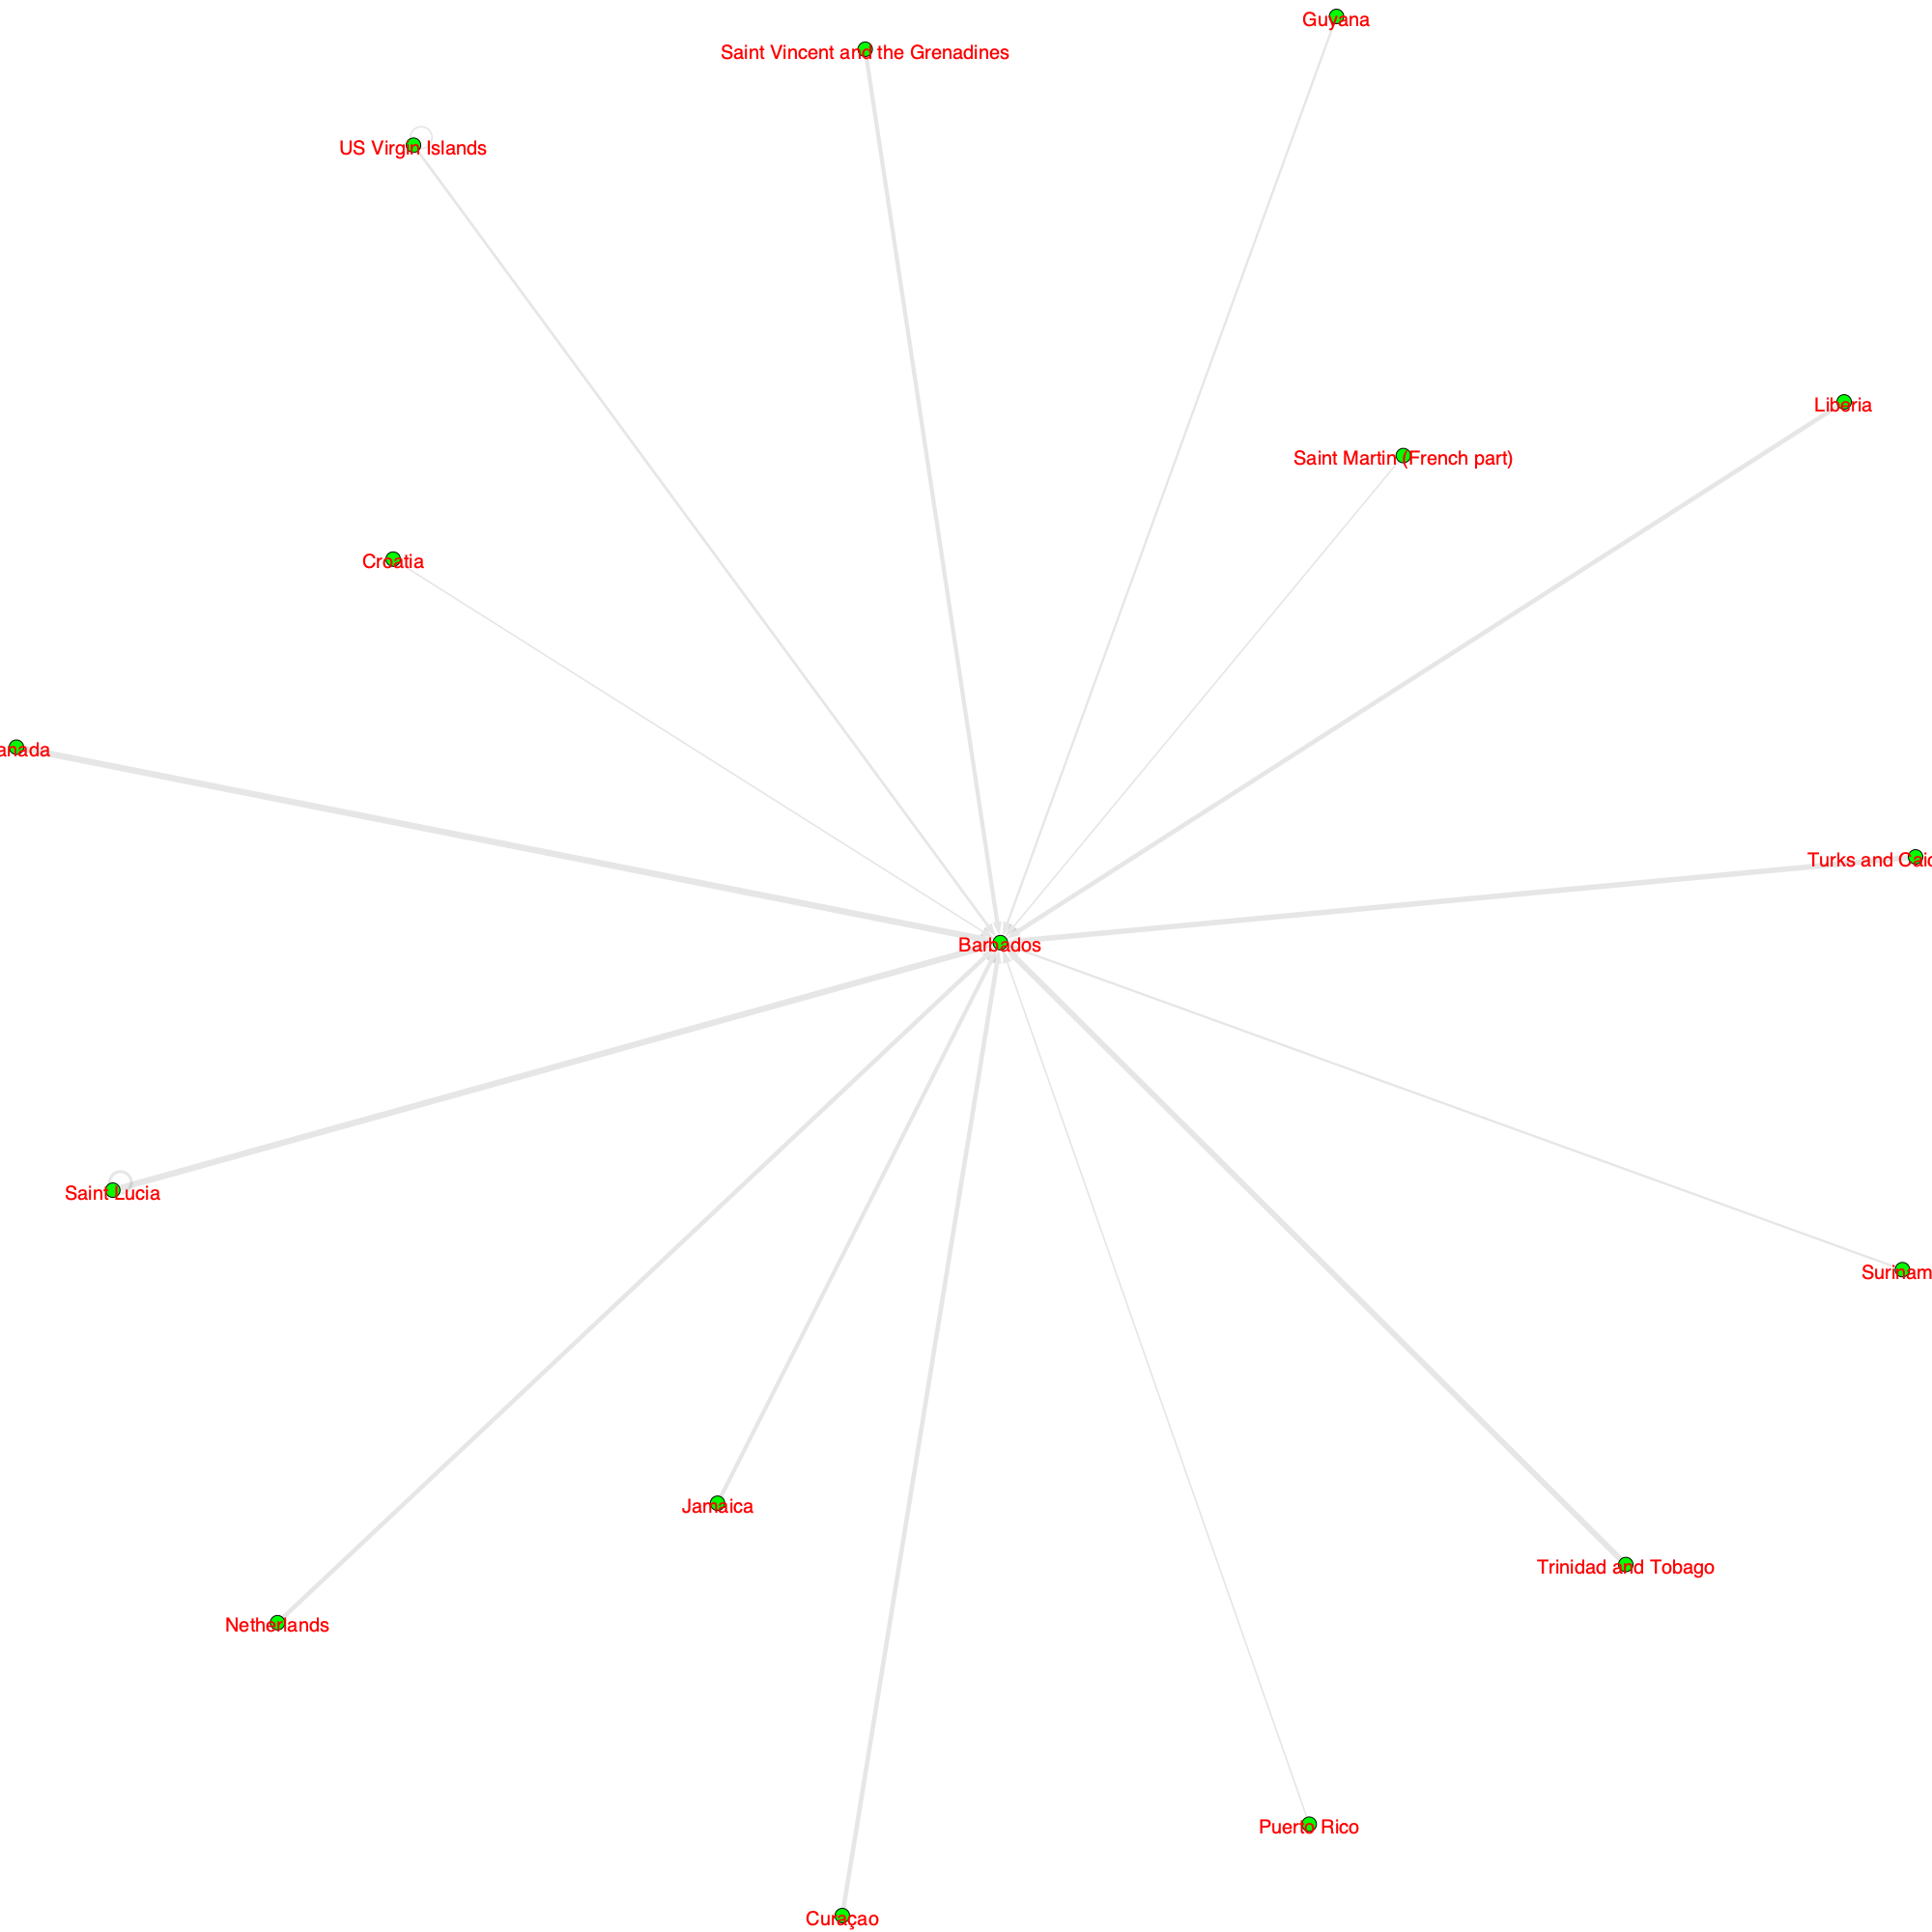 Guyana
Saint Vincent and the Grenadines
US Virgin Islands
Liberia
Saint Martin (French part)
Croatia
anada
Turks and Caic
Barbados
Saint Lucia
Surinam
Jamaica
Trinidad and Tobago
Netherlands
Puerto Rico
Curaçao